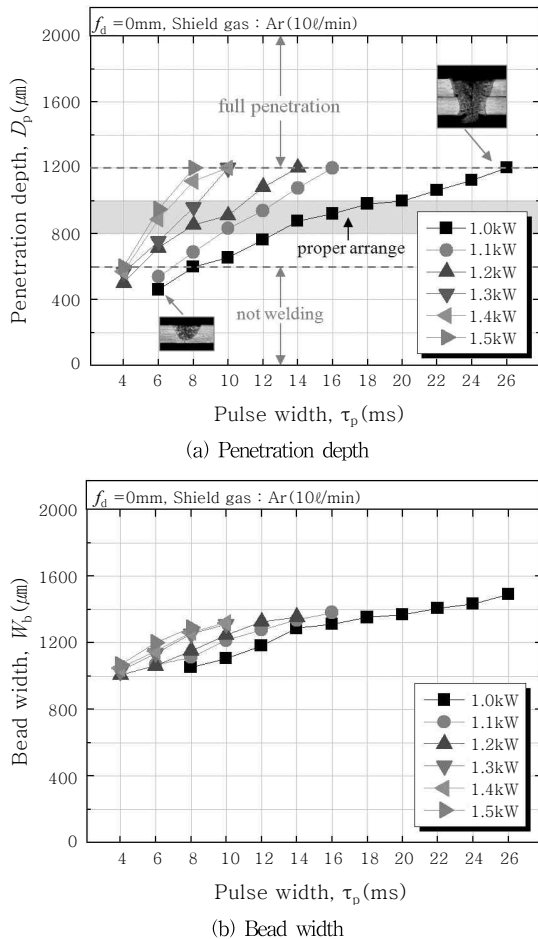 f_d =0mm, Shield gas : Ar(10ℓ/min)
2000
1600
1200
800
400
0
Penetration depth, D_p(㎛)
full penetration
proper arrange
not welding
1.0kW
1.1kW
1.2kW
1.3kW
1.4kW
1.5kW
4 6 8 10 12 14 16 18 20 22 24 26
Pulse width, τ_p(ms)
(a) Penetration depth
f_d =0mm, Shield gas : Ar(10ℓ/min)
2000
1600
1200
800
400
0
Bead width, W_b(㎛)
1.0kW
1.1kW
1.2kW
1.3kW
1.4kW
1.5kW
4 6 8 10 12 14 16 18 20 22 24 26
Pulse width, τ_p(ms)
(b) Bead width